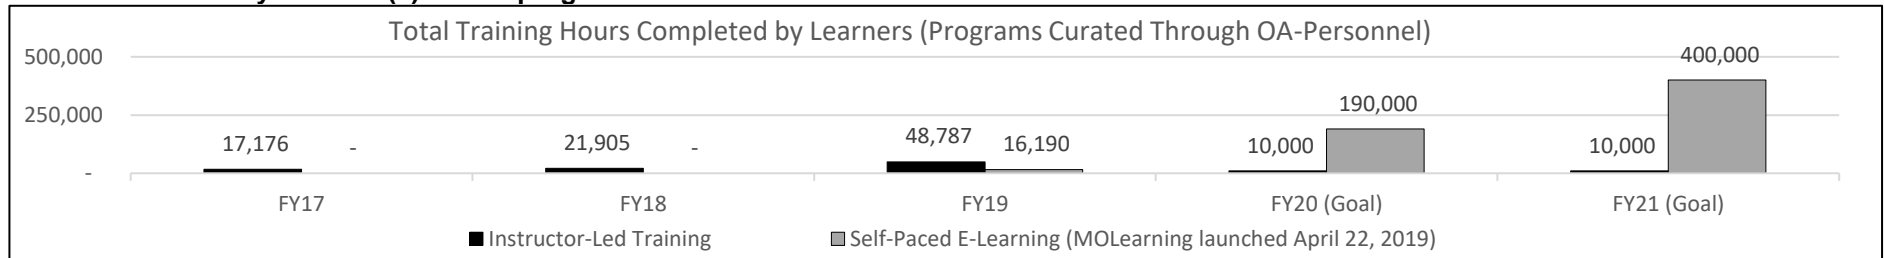 Total Training Hours Completed by Learners (Programs Curated Through OA-Personnel)
500,000
250,000
-
17,176 -
21,905 -
48,787 16,190
10,000 190,000
10,000 400,000
FY17 FY18 FY19 FY20 (Goal) FY21 (Goal)
Instructor-Led Training Self-Paced E-Learning (MOLearning launched April 22, 2019)